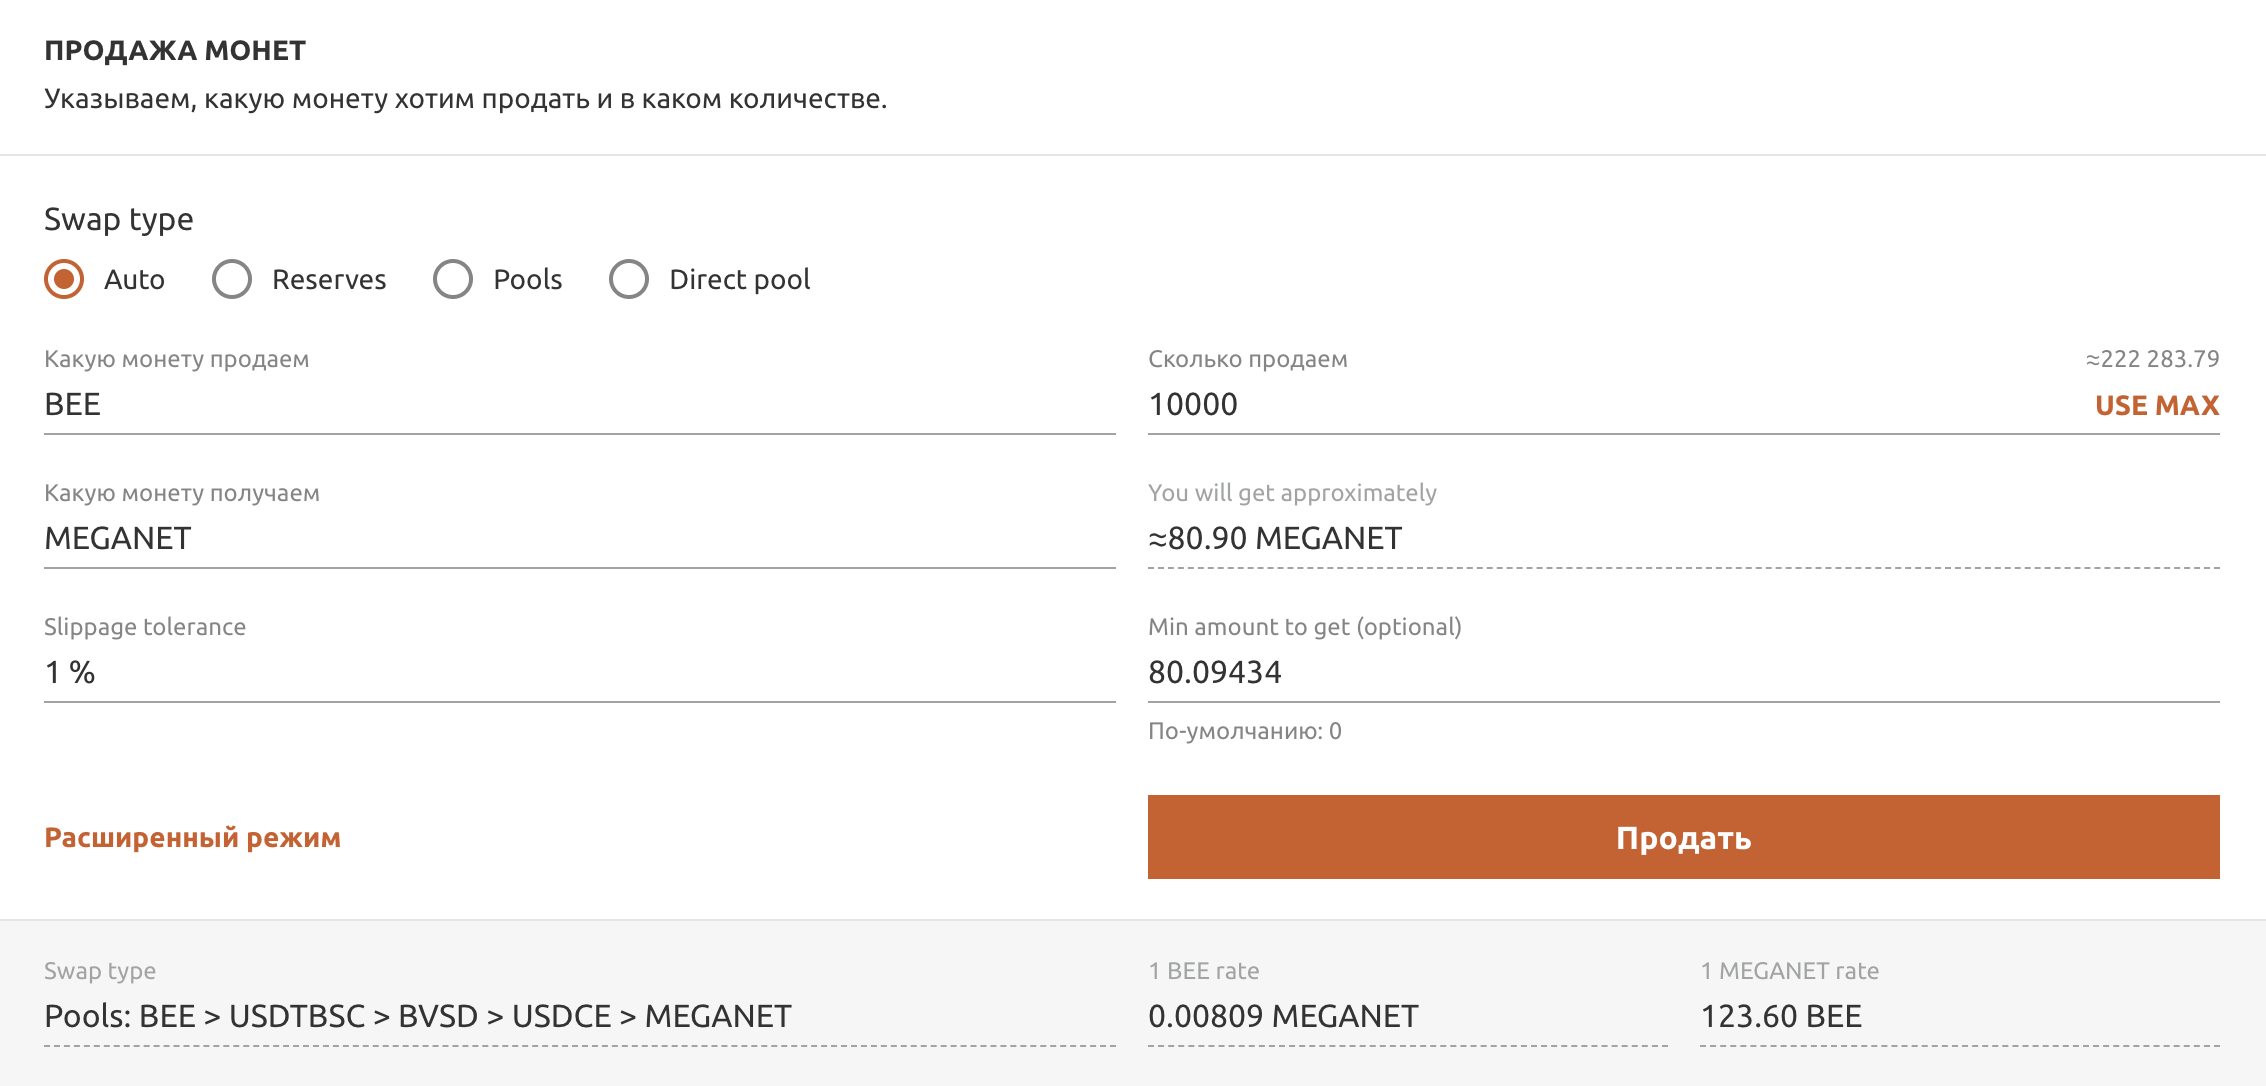 ПРОДАЖА МОНЕТ
Указываем, какую монету хотим продать и в каком количестве.
Swap type
Auto Reserves Pools Direct pool
Какую монету продаем
BEE
Сколько продаем ≈222 283.79
10000 USE MAX
Какую монету получаем
MEGANET
You will get approximately
≈80.90 MEGANET
Slippage tolerance
1 %
Min amount to get (optional)
80.09434
По-умолчанию: 0
Расширенный режим
Продать
Swap type
Pools: BEE > USDTBSC > BVSD > USDCE > MEGANET
1 BEE rate
0.00809 MEGANET
1 MEGANET rate
123.60 BEE